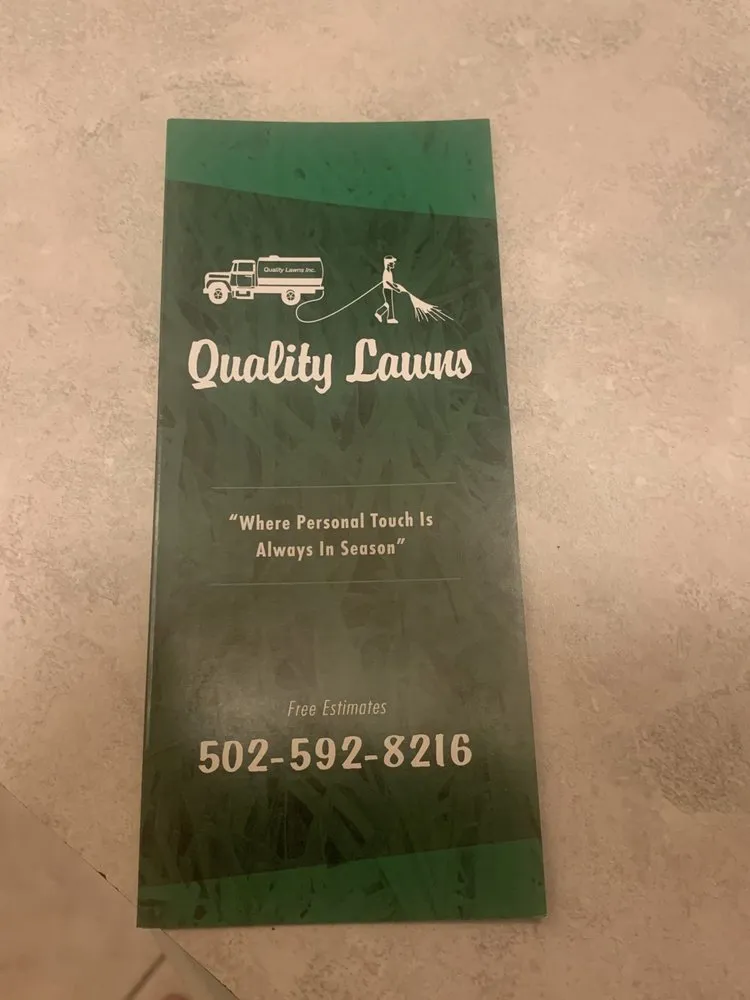 Quality Lawns Inc.
Quality Lawns
“Where Personal Touch Is
Always In Season”
Free Estimates
502-592-8216